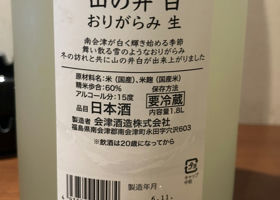 山の井 白
おりがらみ 生
南会津が白く輝き始める季節
舞い散る雪のようなおりがらみ
冬の訪れと共に山の井白が出来上がりました
原材料名：米（国産）、米麹（国産米）
精米歩合：60%
アルコール分：15度
保存方法
要冷蔵
品目 日本酒
内容量 1.8L
製造者 会津酒造株式会社
福島県南会津郡南会津町永田字穴沢603
※飲酒は20歳になってから
製造年月
6.11